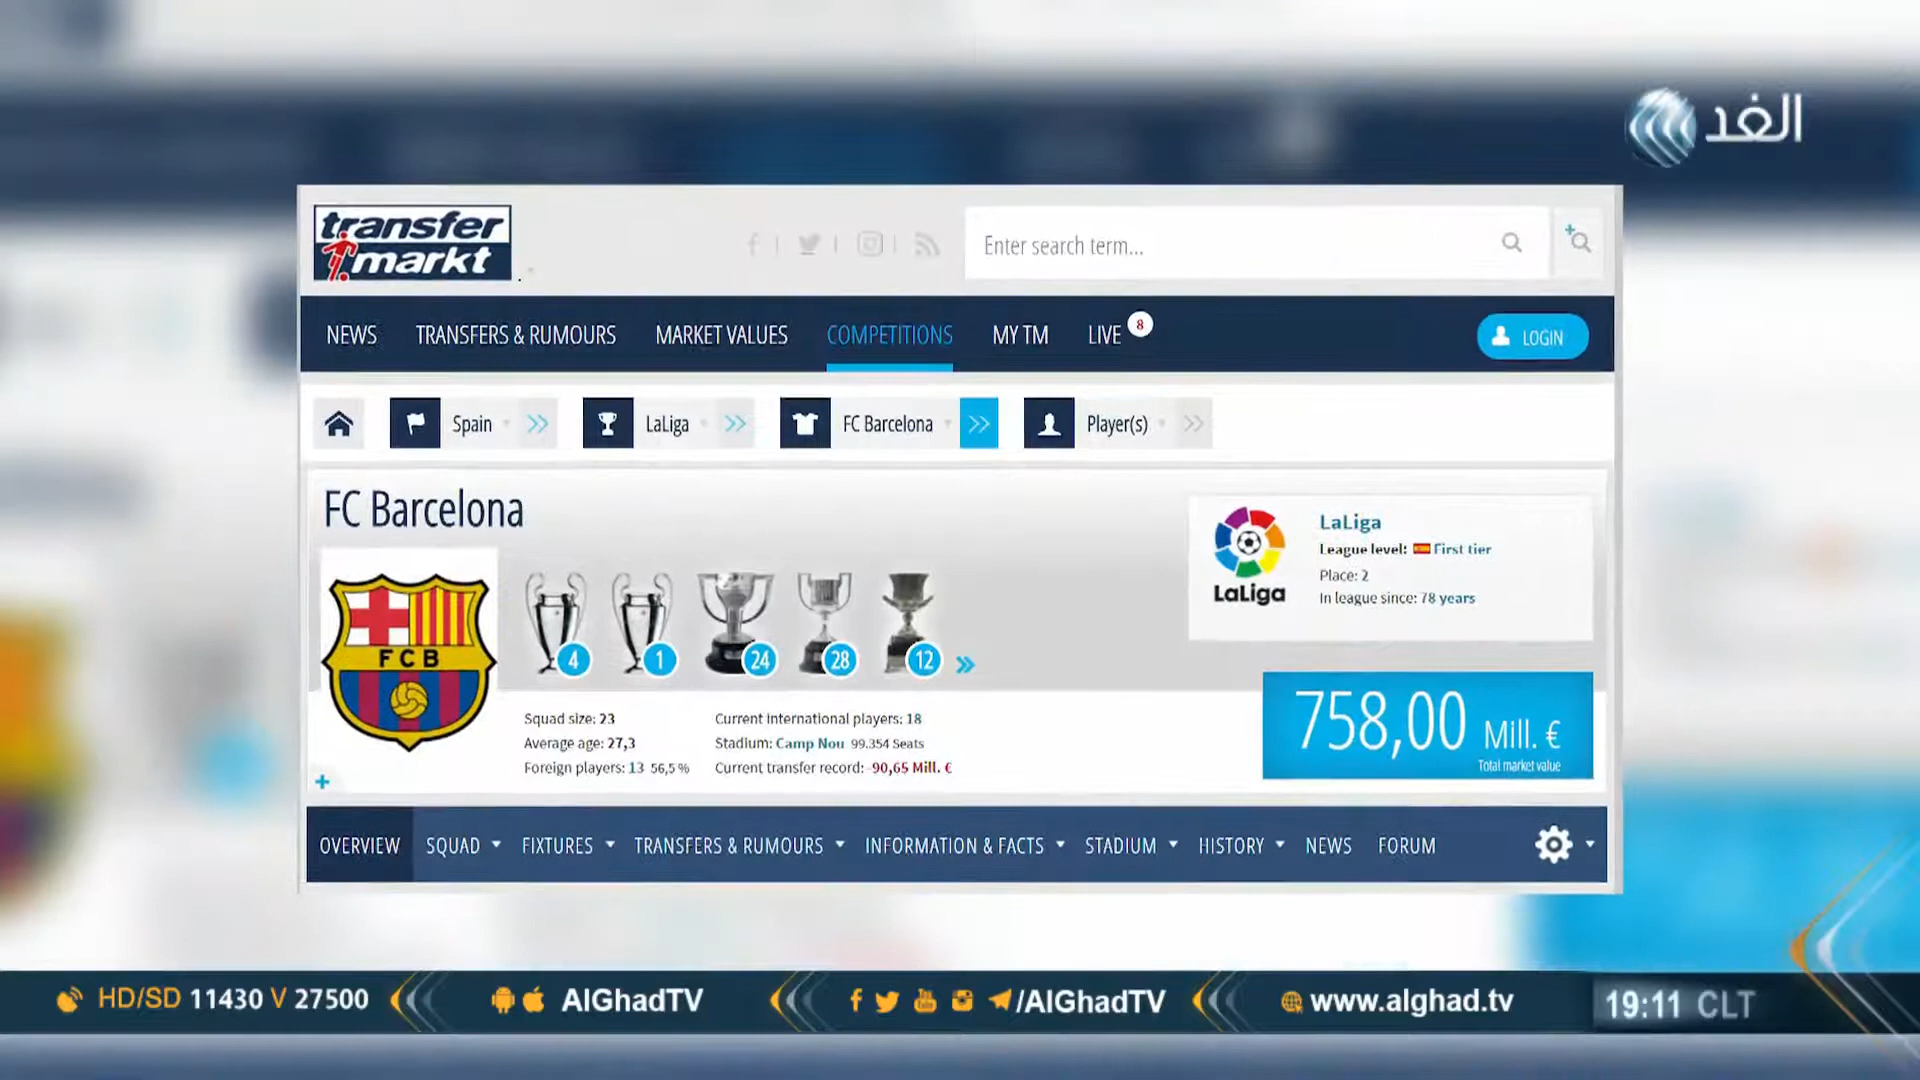 الغد
transfer
markt
Enter search term...
NEWS TRANSFERS & RUMOURS MARKET VALUES COMPETITIONS MY TM LIVE 8 LOGIN
Spain LaLiga FC Barcelona Player(s)
FC Barcelona
LaLiga
League level: First tier
Place: 2
In league since: 78 years
LaLiga
FCB
4 1 24 28 12
Squad size: 23
Average age: 27,3
Foreign players: 13 56,5 %
Current international players: 18
Stadium: Camp Nou 99.354 Seats
Current transfer record: -90,65 Mill. €
758,00 Mill. €
Total market value
OVERVIEW SQUAD FIXTURES TRANSFERS & RUMOURS INFORMATION & FACTS STADIUM HISTORY NEWS FORUM
HD/SD 11430 V 27500 AlGhadTV /AlGhadTV www.alghad.tv 19:11 CLT